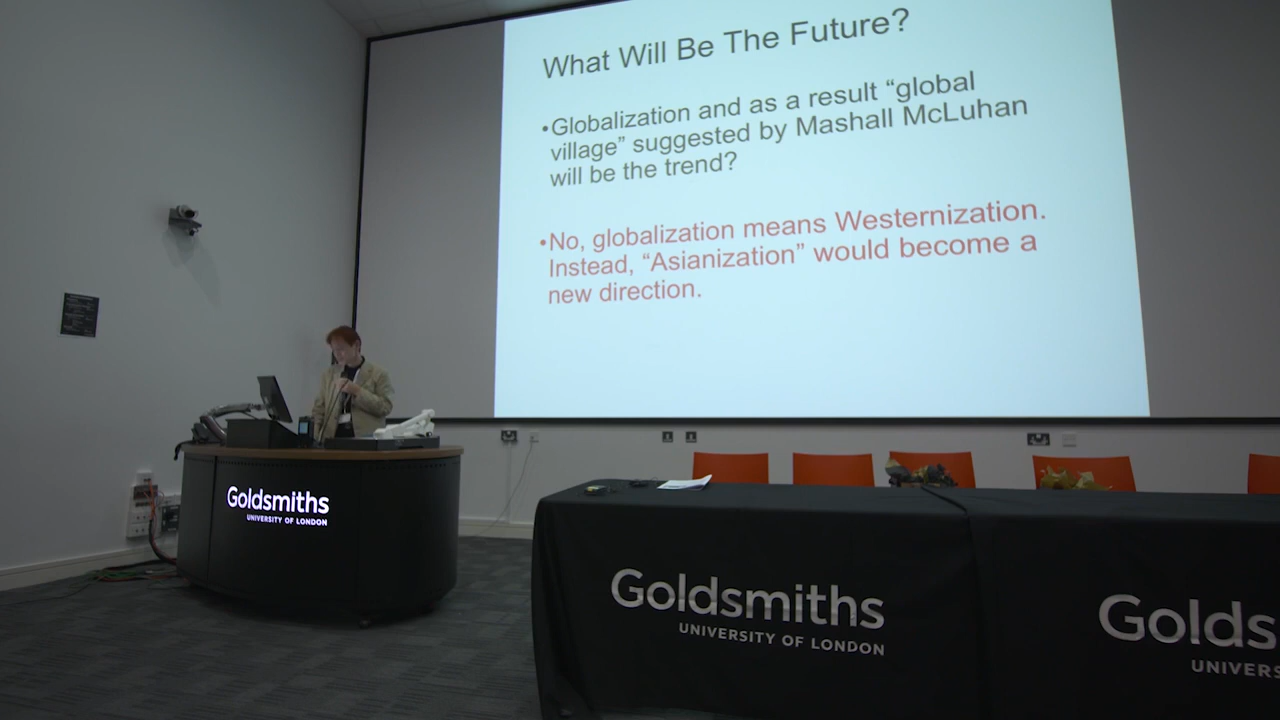 What Will Be The Future?
•Globalization and as a result “global
village” suggested by Mashall McLuhan
will be the trend?
•No, globalization means Westernization.
Instead, “Asianization” would become a
new direction.
Goldsmiths
UNIVERSITY OF LONDON
Goldsmiths
UNIVERSITY OF LONDON
Golds
UNIVERS